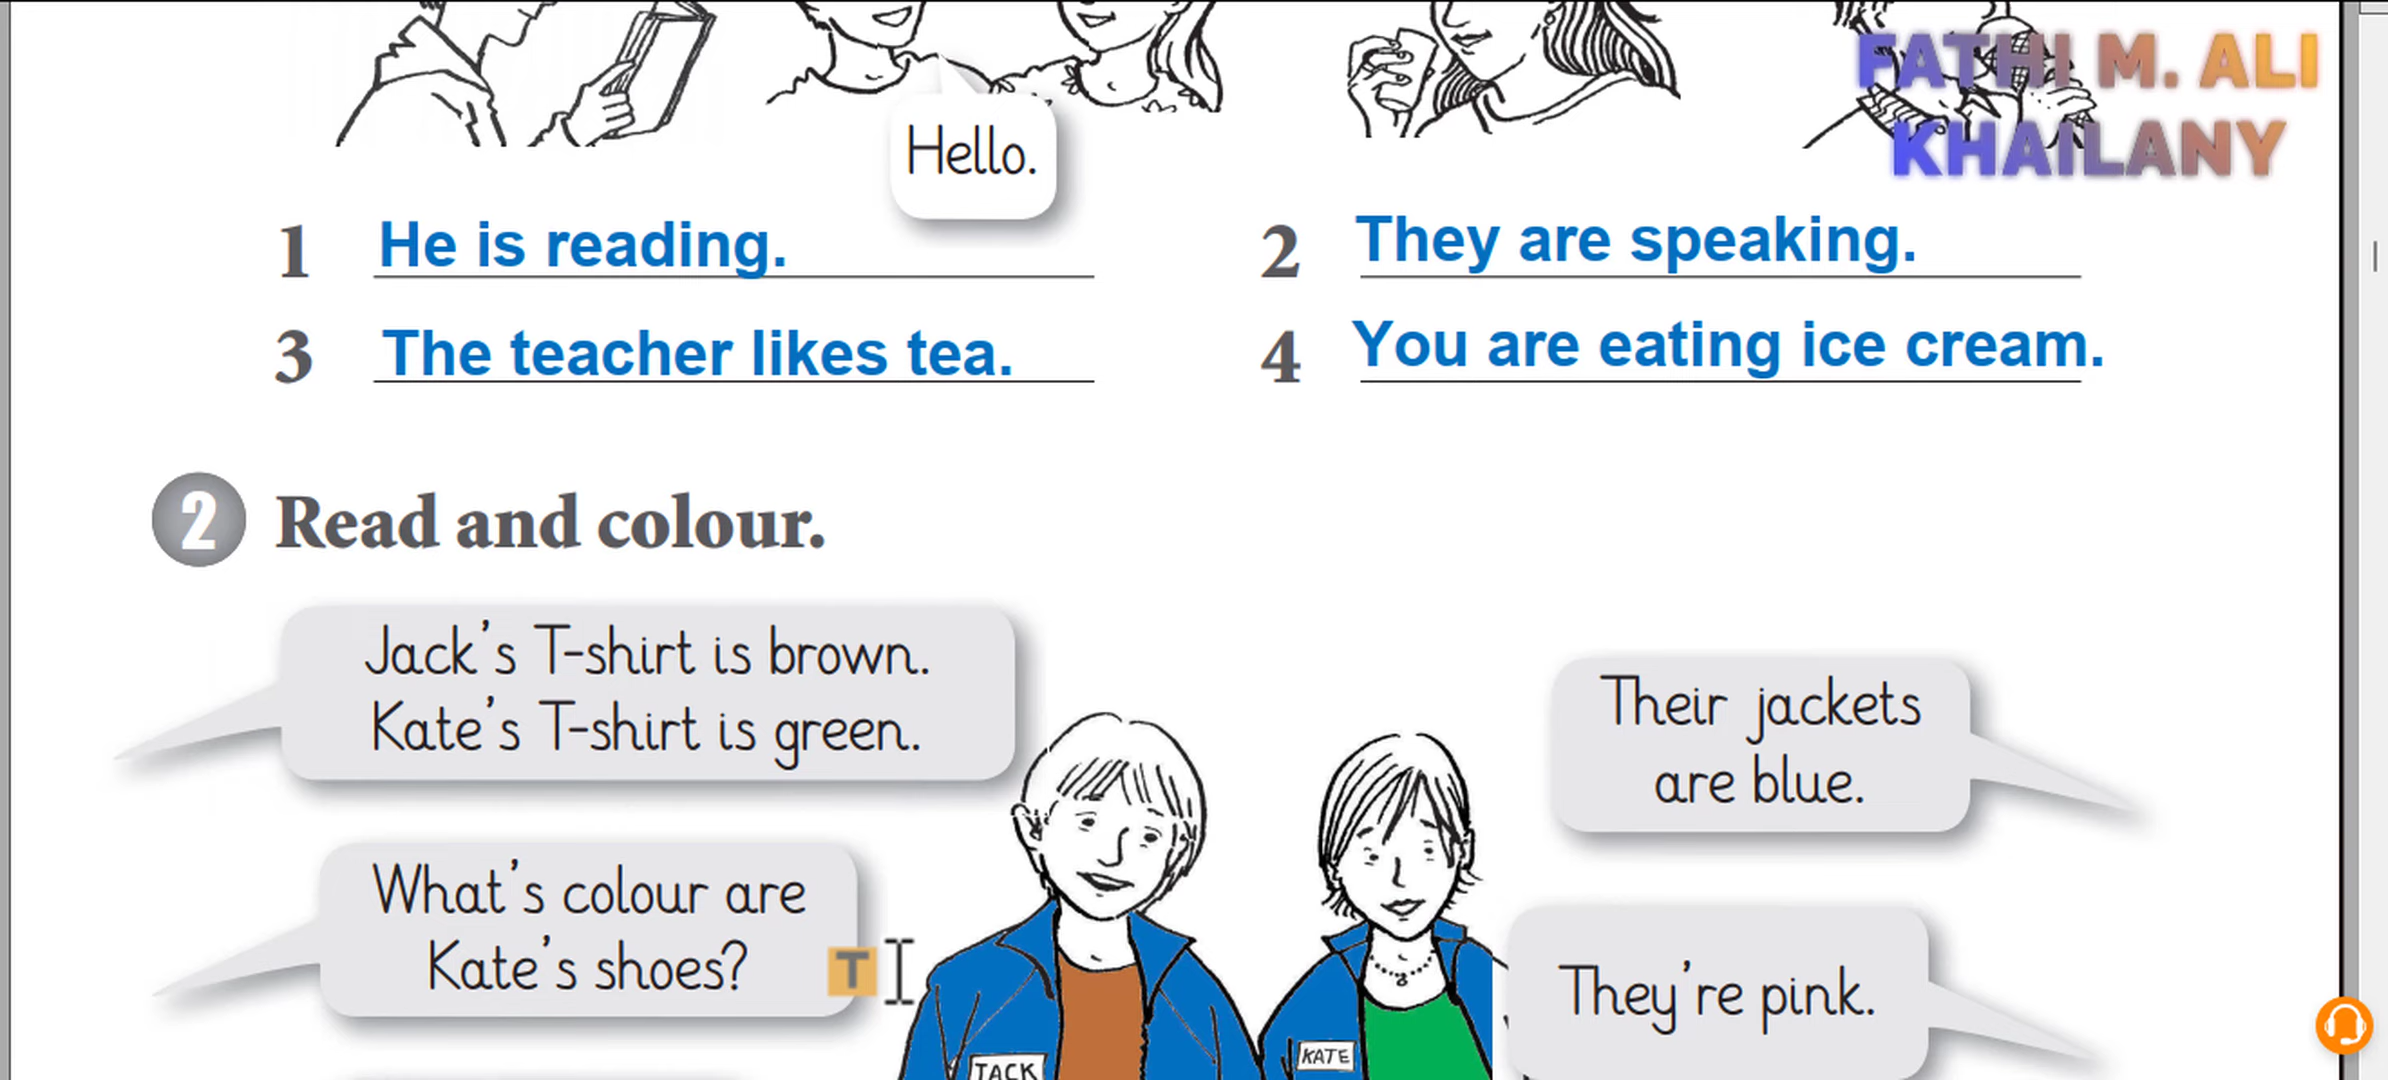 FATHI M. ALI
KHAILANY
Hello.
1 He is reading.
2 They are speaking.
3 The teacher likes tea.
4 You are eating ice cream.
2 Read and colour.
Jack's T-shirt is brown.
Kate's T-shirt is green.
Their jackets
are blue.
What's colour are
Kate's shoes?
T
They're pink.
JACK
KATE